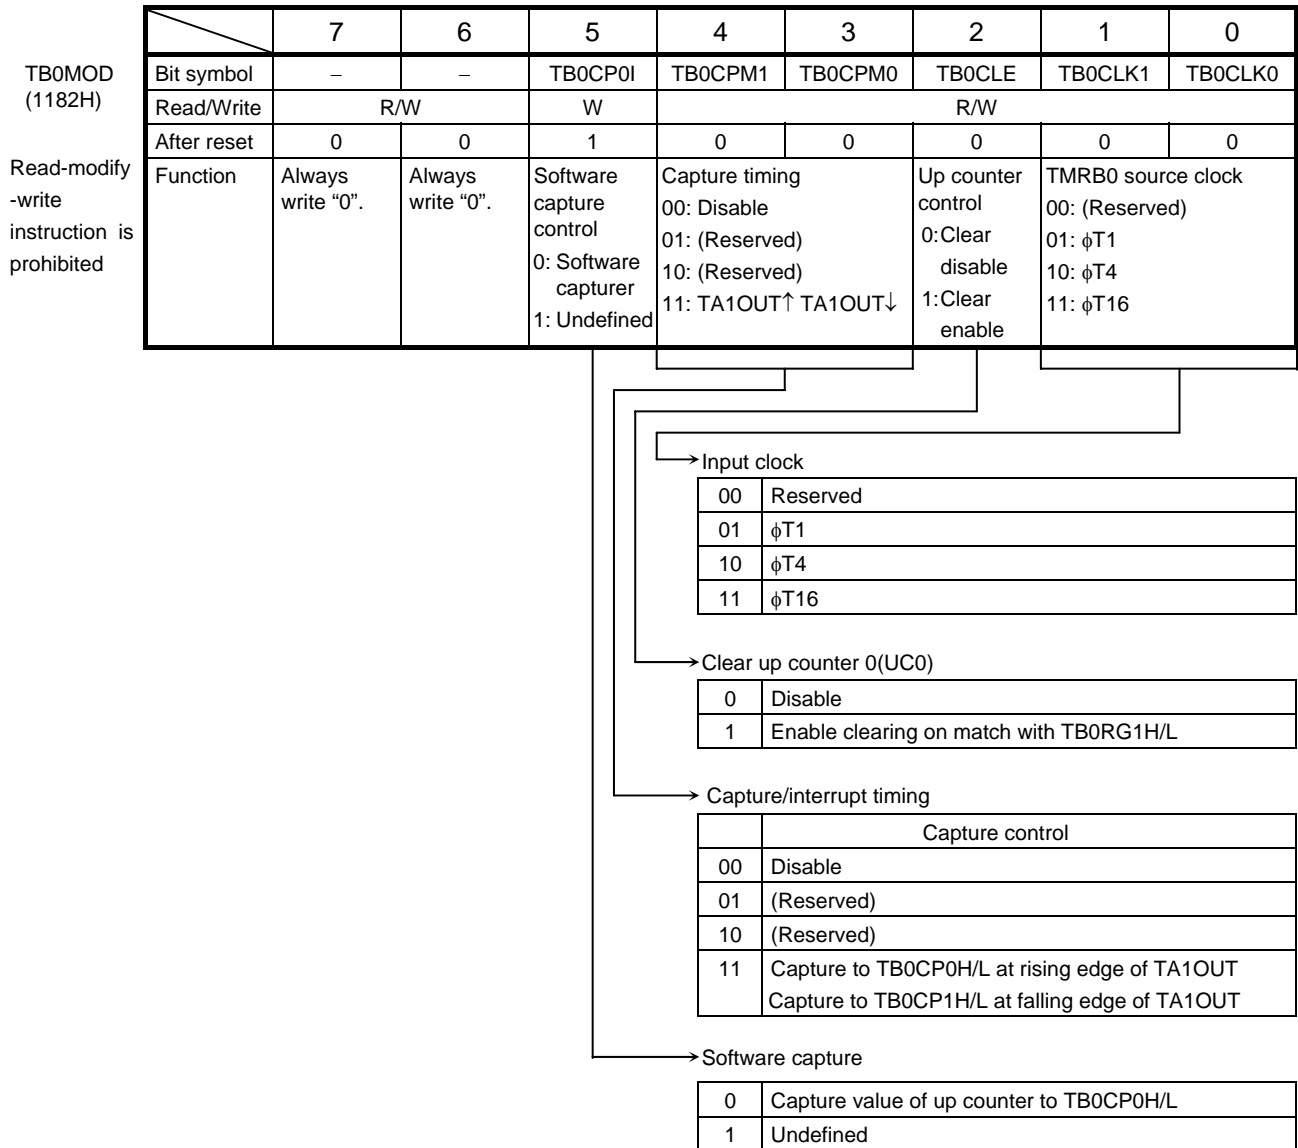 7 6 5 4 3 2 1 0
TB0MOD
(1182H)
Read-modify
-write
instruction is
prohibited
Bit symbol – – TB0CP0I TB0CPM1 TB0CPM0 TB0CLE TB0CLK1 TB0CLK0
Read/Write R/W W R/W
After reset 0 0 1 0 0 0 0 0
Function
Always
write “0”.
Always
write “0”.
Software
capture
control
0: Software
capturer
1: Undefined
Capture timing
00: Disable
01: (Reserved)
10: (Reserved)
11: TA1OUT↑ TA1OUT↓
Up counter
control
0:Clear
disable
1:Clear
enable
TMRB0 source clock
00: (Reserved)
01: φT1
10: φT4
11: φT16
Input clock
00 Reserved
01 φT1
10 φT4
11 φT16
Clear up counter 0(UC0)
0 Disable
1 Enable clearing on match with TB0RG1H/L
Capture/interrupt timing
Capture control
00 Disable
01 (Reserved)
10 (Reserved)
11 Capture to TB0CP0H/L at rising edge of TA1OUT
Capture to TB0CP1H/L at falling edge of TA1OUT
Software capture
0 Capture value of up counter to TB0CP0H/L
1 Undefined